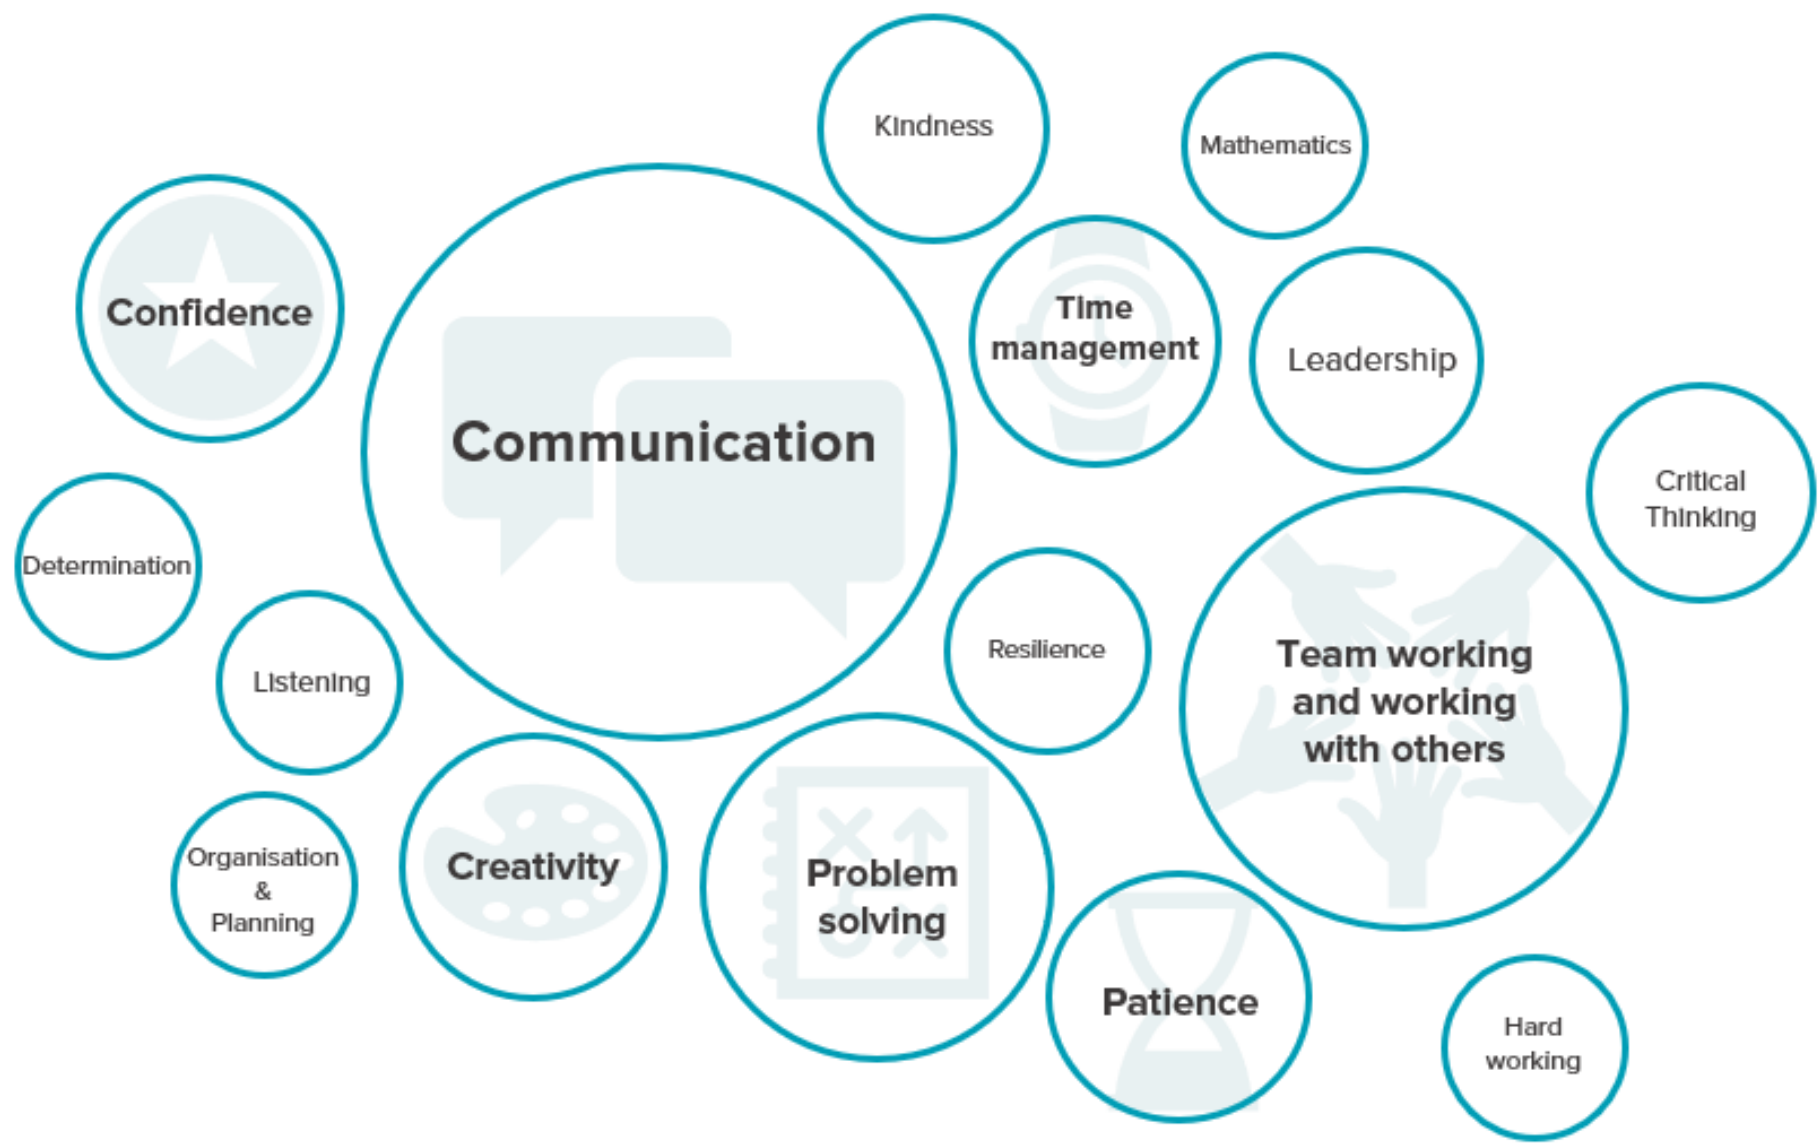 Kindness
Mathematics
Confidence
Time
management
Leadership
Communication
Critical
Thinking
Determination
Listening
Resilience
Team working
and working
with others
Organisation
&
Planning
Creativity
Problem
solving
Patience
Hard
working